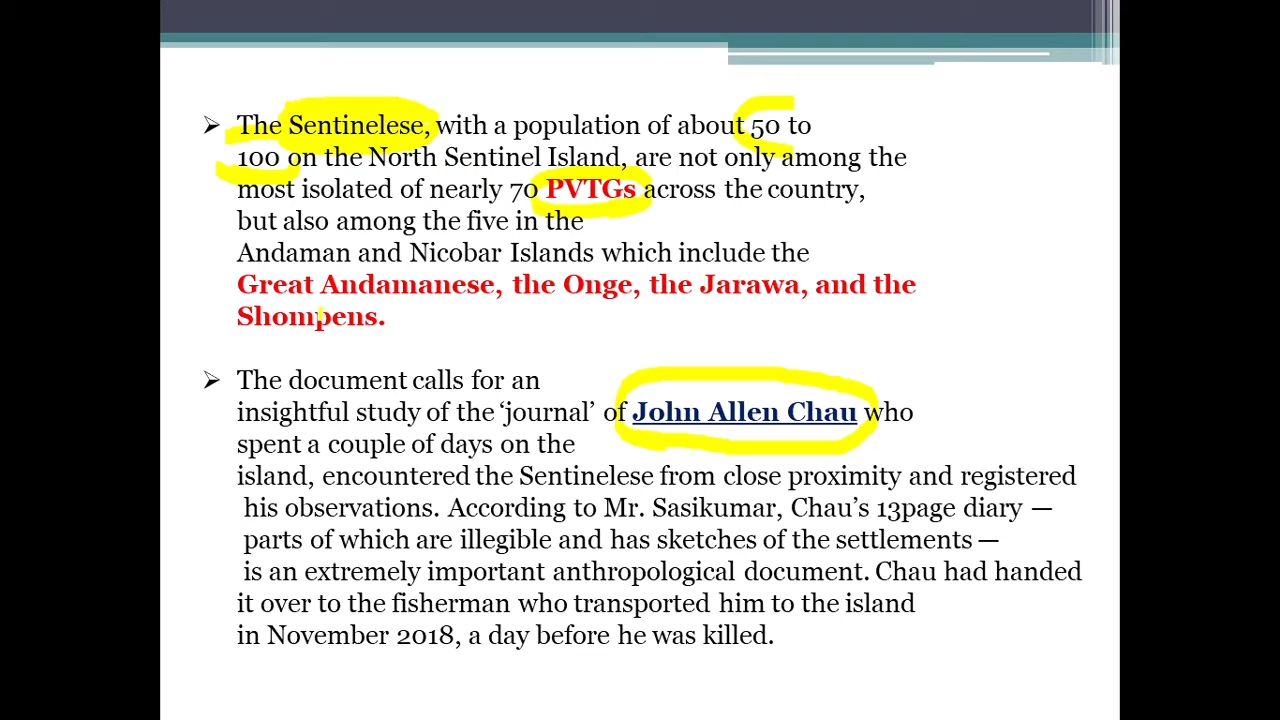 ➢ The Sentinelese, with a population of about 50 to
100 on the North Sentinel Island, are not only among the
most isolated of nearly 70 PVTGs across the country,
but also among the five in the
Andaman and Nicobar Islands which include the
Great Andamanese, the Onge, the Jarawa, and the
Shompens.
➢ The document calls for an
insightful study of the ‘journal’ of John Allen Chau who
spent a couple of days on the
island, encountered the Sentinelese from close proximity and registered
his observations. According to Mr. Sasikumar, Chau’s 13page diary —
parts of which are illegible and has sketches of the settlements —
is an extremely important anthropological document. Chau had handed
it over to the fisherman who transported him to the island
in November 2018, a day before he was killed.